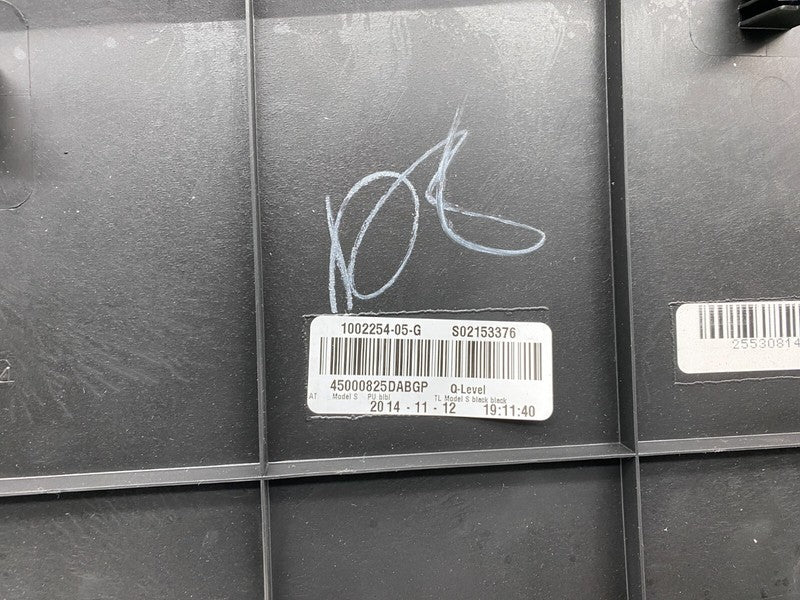 1002254-05-G S02153376
45000825DABGP Q-Level
AT Model S PU blbl TL Model S black black
2014-11-12 19:11:40
25530814